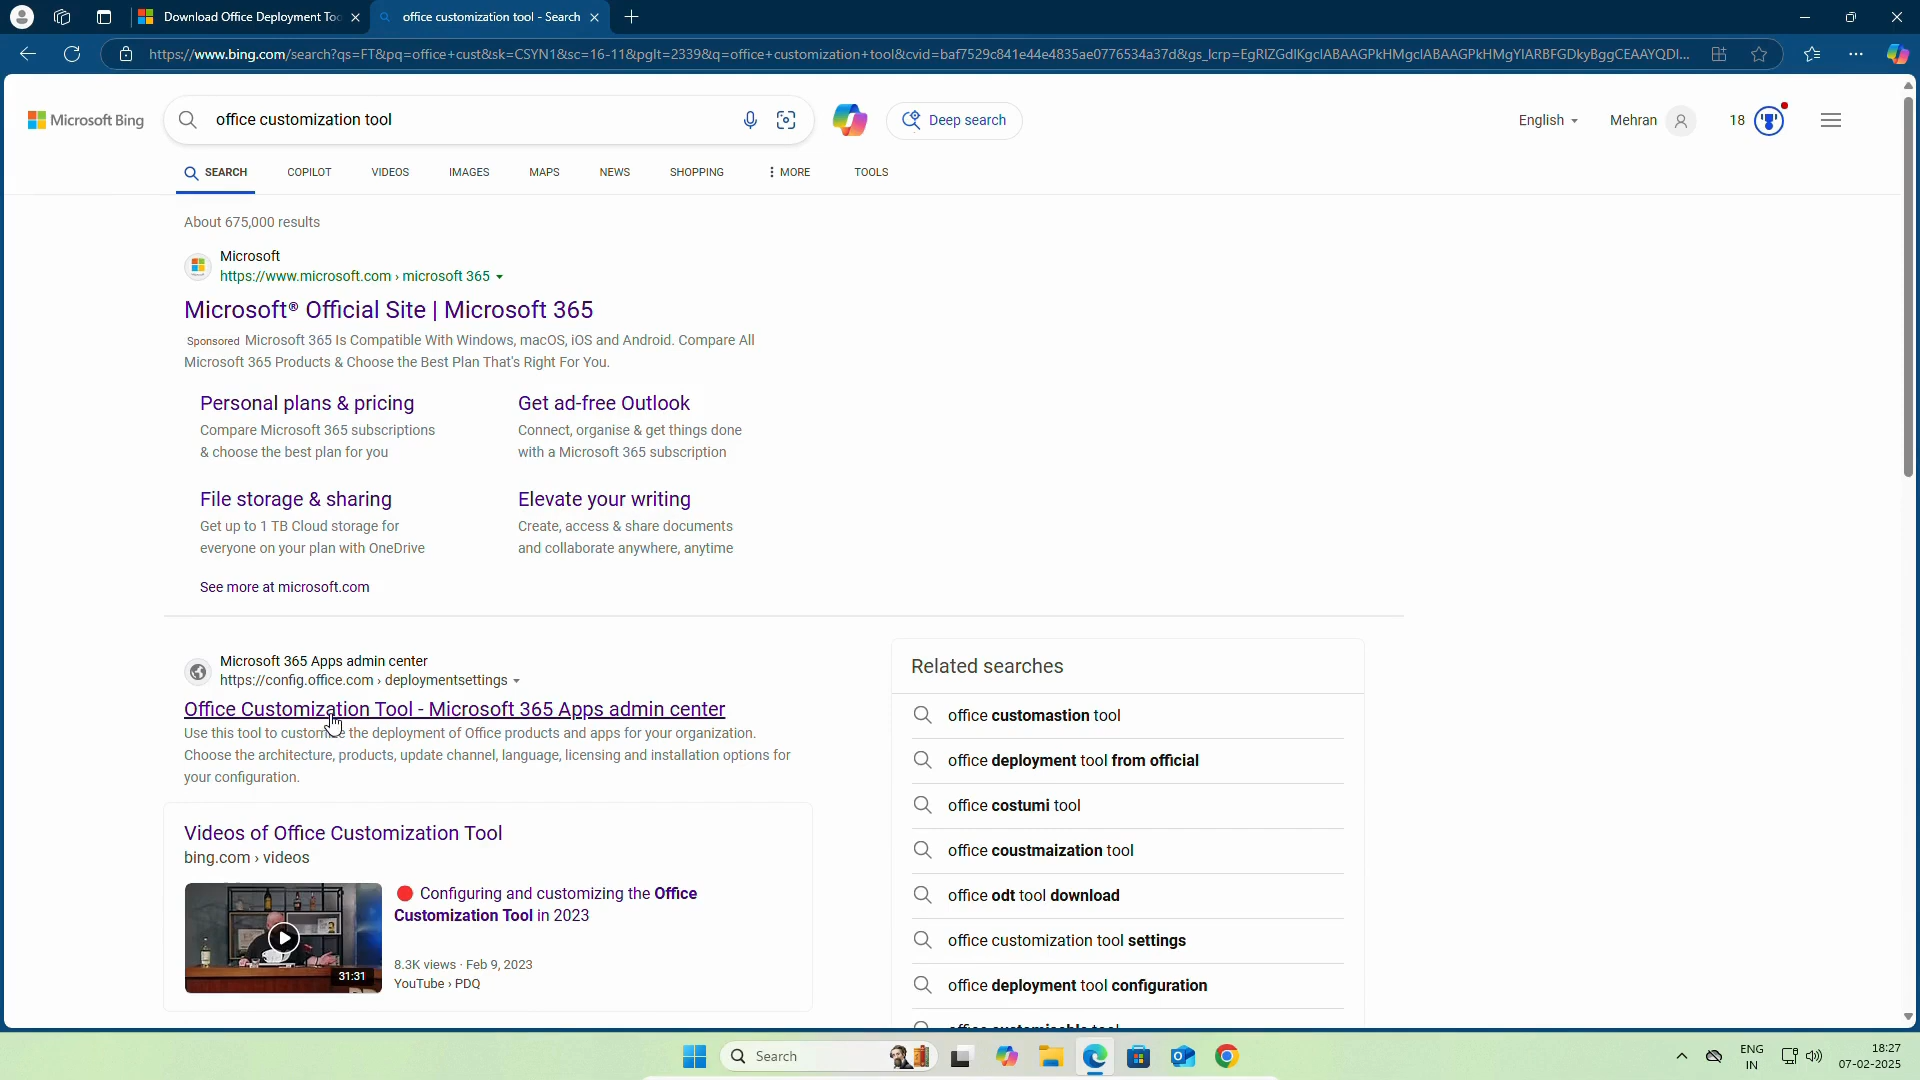 Download Office Deployment Too
office customization tool - Search
https://www.bing.com/search?qs=FT&pq=office+cust&sk=CSYN1&sc=16-11&pglt=2339&q=office+customization+tool&cvid=baf7529c841e44e4835ae0776534a37d&gs_lcrp=EgRlZGdlKgclABAAGPkHMgclABAAGPkHMgYIARBFGDkyBggCEAAYQDI...
Microsoft Bing
office customization tool
Deep search
English
Mehran
18
SEARCH
COPILOT
VIDEOS
IMAGES
MAPS
NEWS
SHOPPING
MORE
TOOLS
About 675,000 results
Microsoft
https://www.microsoft.com › microsoft 365
Microsoft® Official Site | Microsoft 365
Sponsored Microsoft 365 Is Compatible With Windows, macOS, iOS and Android. Compare All
Microsoft 365 Products & Choose the Best Plan That's Right For You.
Personal plans & pricing
Compare Microsoft 365 subscriptions
& choose the best plan for you
Get ad-free Outlook
Connect, organise & get things done
with a Microsoft 365 subscription
File storage & sharing
Get up to 1 TB Cloud storage for
everyone on your plan with OneDrive
Elevate your writing
Create, access & share documents
and collaborate anywhere, anytime
See more at microsoft.com
Microsoft 365 Apps admin center
https://config.office.com › deploymentsettings
Office Customization Tool - Microsoft 365 Apps admin center
Use this tool to customize the deployment of Office products and apps for your organization.
Choose the architecture, products, update channel, language, licensing and installation options for
your configuration.
Videos of Office Customization Tool
bing.com › videos
31:31
Configuring and customizing the Office
Customization Tool in 2023
8.3K views · Feb 9, 2023
YouTube › PDQ
Related searches
office customastion tool
office deployment tool from official
office costumi tool
office coustmaization tool
office odt tool download
office customization tool settings
office deployment tool configuration
Search
ENG
IN
18:27
07-02-2025